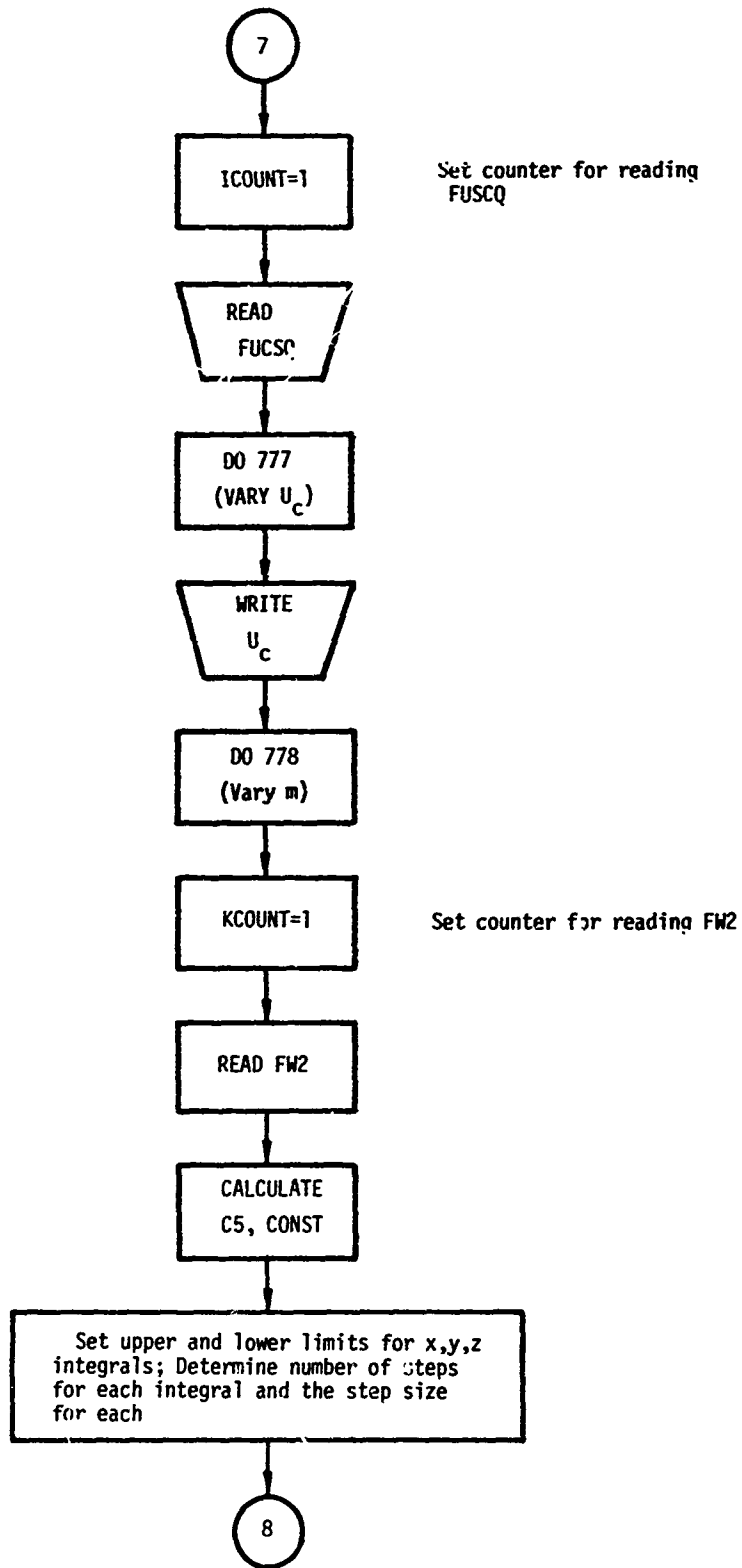 7
ICOUNT=1
Set counter for reading
FUSCQ
READ
FUCSQ
DO 777
(VARY U_c)
WRITE
U_c
DO 778
(Vary m)
KCOUNT=1
Set counter for reading FW2
READ FW2
CALCULATE
C5, CONST
Set upper and lower limits for x,y,z
integrals; Determine number of steps
for each integral and the step size
for each
8